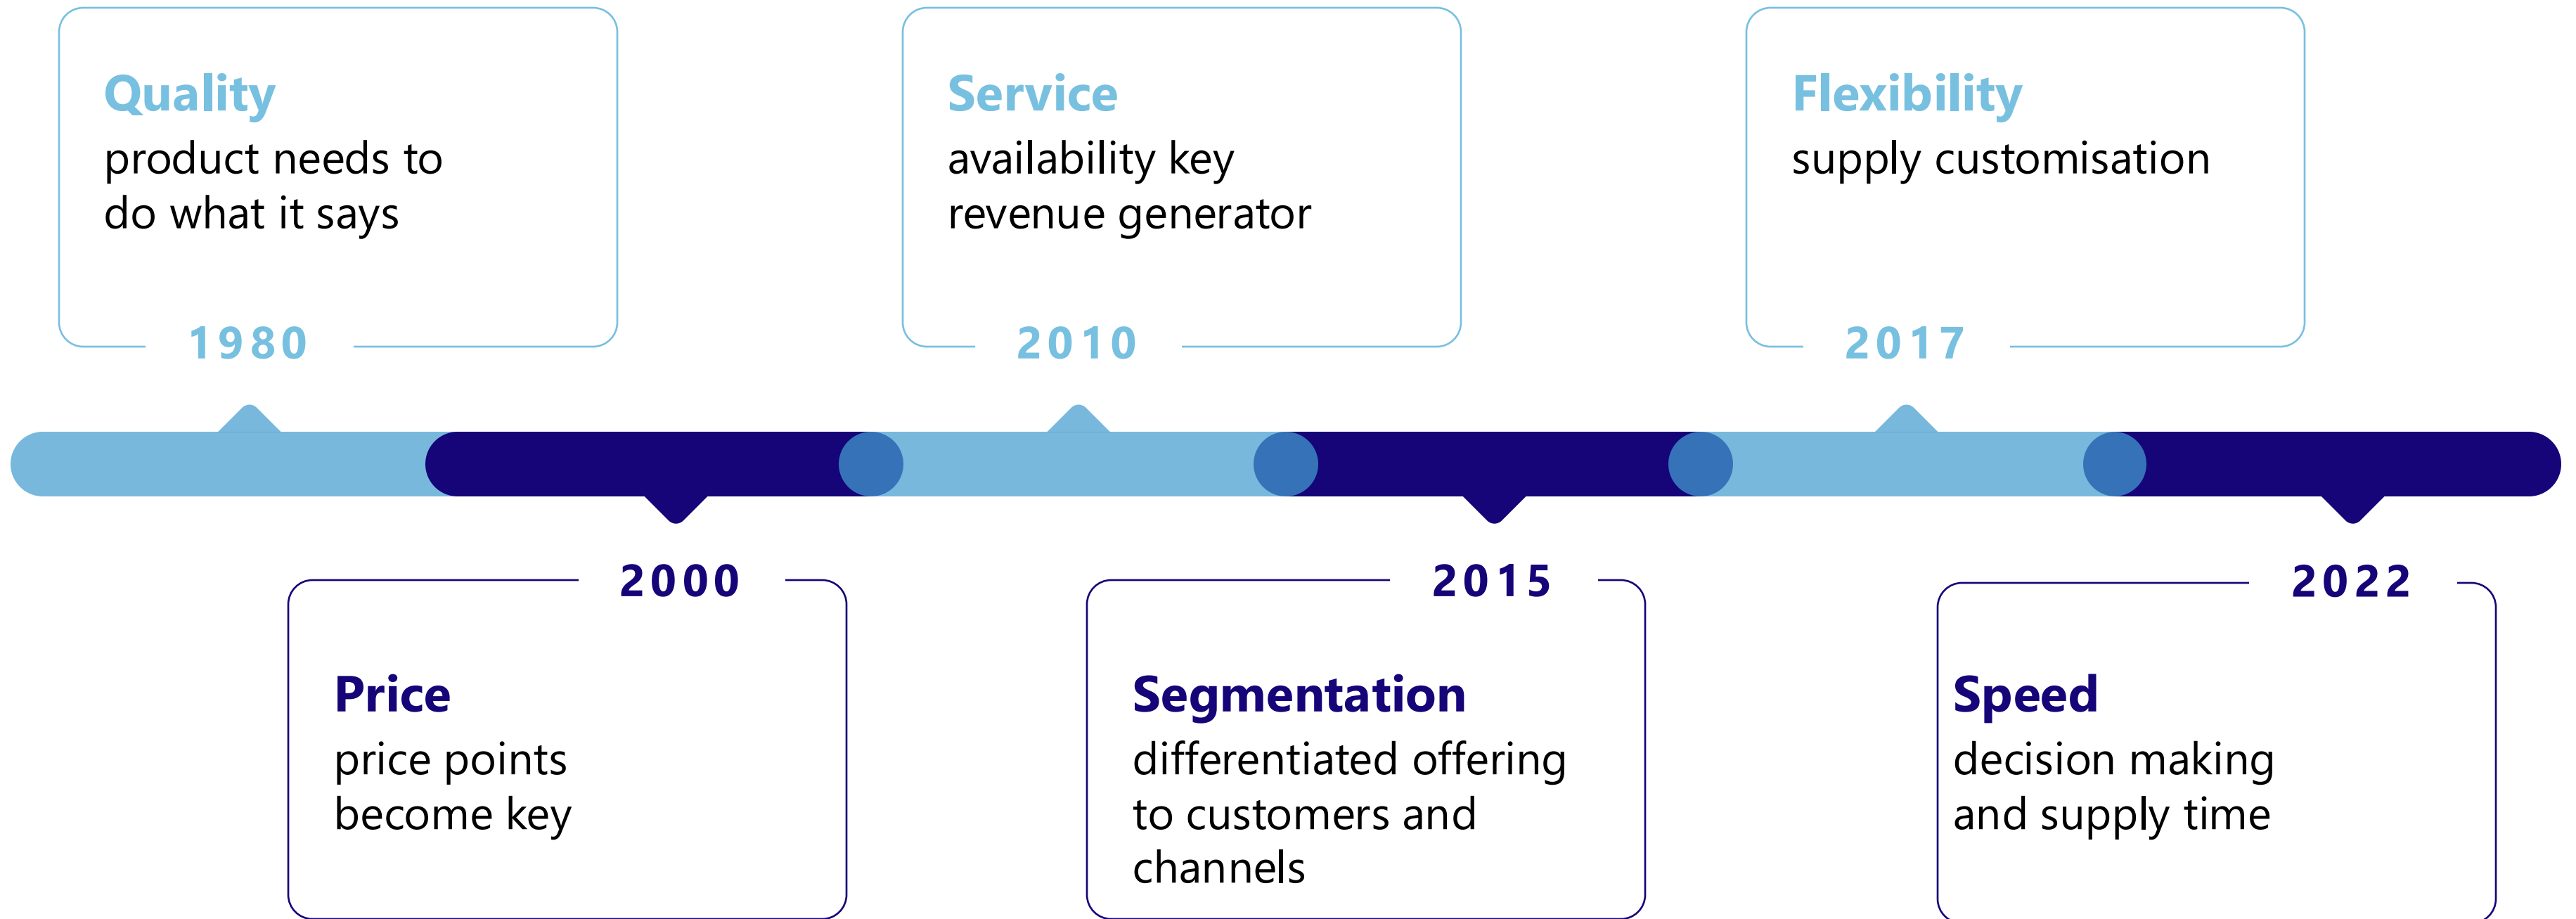 Quality
product needs to
do what it says
1980
2000
Price
price points
become key
Service
availability key
revenue generator
2010
2015
Segmentation
differentiated offering
to customers and
channels
Flexibility
supply customisation
2017
2022
Speed
decision making
and supply time